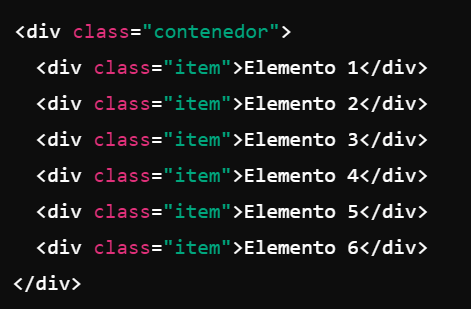 <div class="contenedor">
  <div class="item">Elemento 1</div>
  <div class="item">Elemento 2</div>
  <div class="item">Elemento 3</div>
  <div class="item">Elemento 4</div>
  <div class="item">Elemento 5</div>
  <div class="item">Elemento 6</div>
</div>